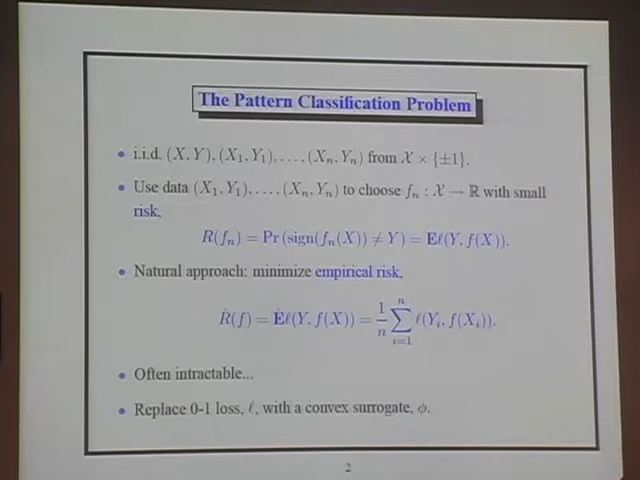 The Pattern Classification Problem
• i.i.d. (X, Y), (X₁, Y₁), . . . , (Xₙ, Yₙ) from 𝒳 × {±1}.
• Use data (X₁, Y₁), . . . , (Xₙ, Yₙ) to choose fₙ : 𝒳 → ℝ with small
risk,
R(fₙ) = Pr (sign(fₙ(X)) ≠ Y) = Eℓ(Y, f(X)).
• Natural approach: minimize empirical risk,
R̂(f) = Êℓ(Y, f(X)) = 1/n ∑ᵢ₌₁ⁿ ℓ(Yᵢ, f(Xᵢ)).
• Often intractable...
• Replace 0-1 loss, ℓ, with a convex surrogate, ϕ.
2